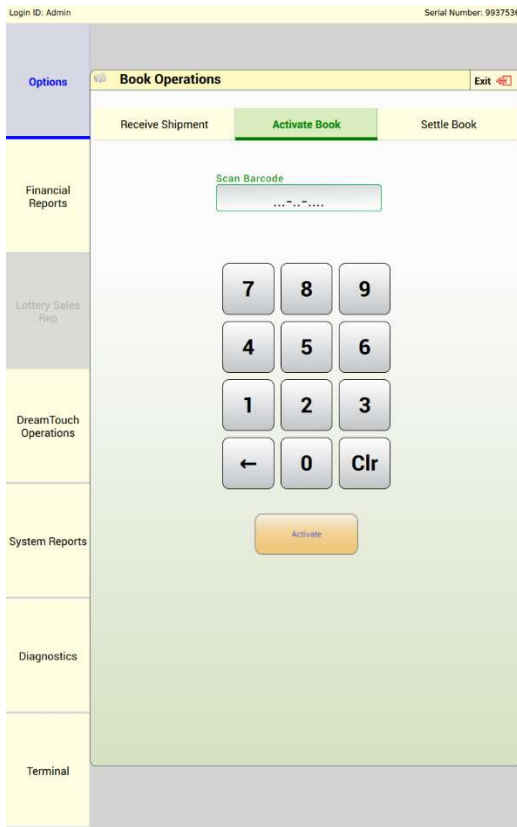 Login ID: Admin
Serial Number: 9937536
Options
Book Operations
Exit
Receive Shipment
Activate Book
Settle Book
Scan Barcode
...-..-....
Financial
Reports
7 8 9
Lottery Sales
Rep
4 5 6
1 2 3
DreamTouch
Operations
← 0 Clr
Activate
System Reports
Diagnostics
Terminal